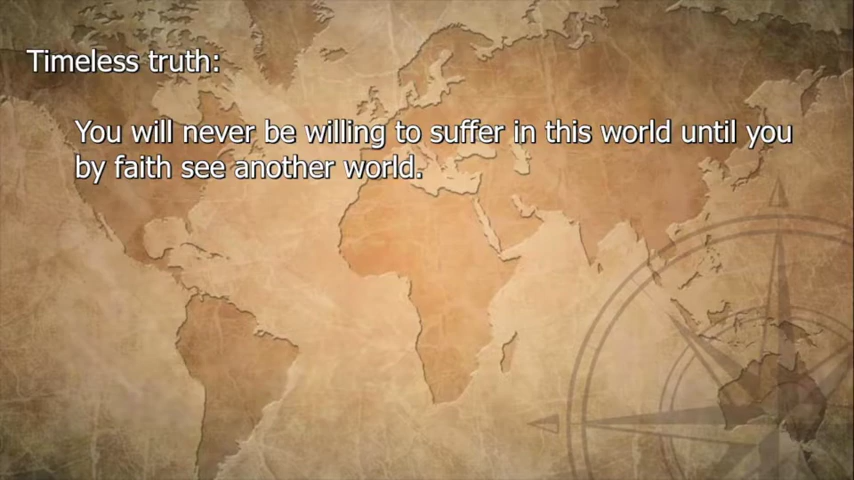 Timeless truth:
You will never be willing to suffer in this world until you
by faith see another world.